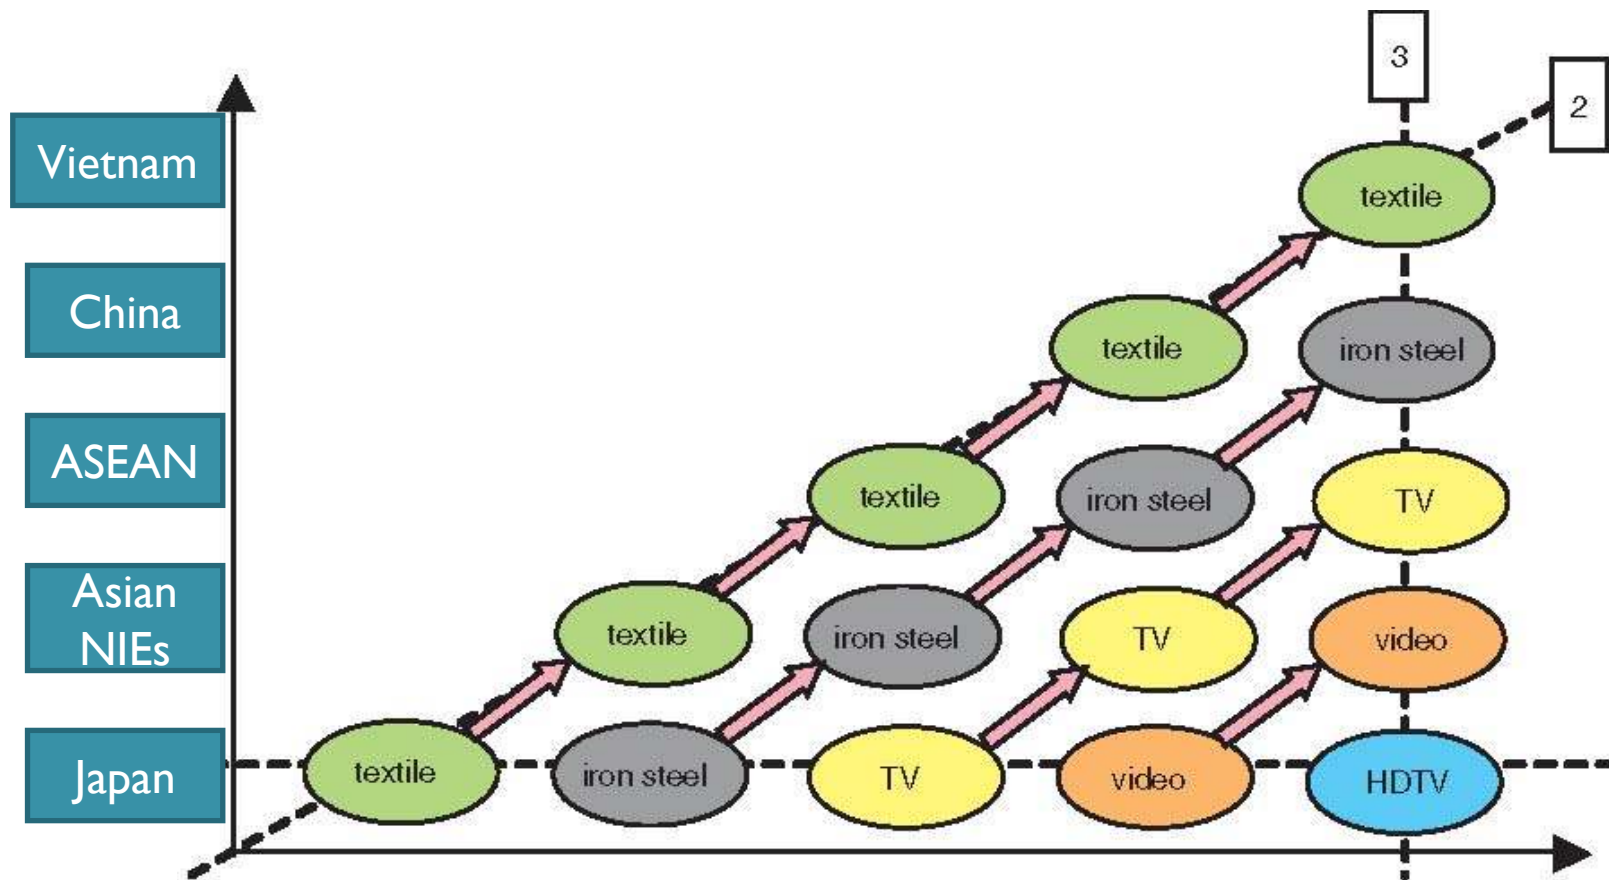 3
2
Vietnam
textile
China
textile
iron steel
ASEAN
textile
iron steel
TV
Asian
NIEs
textile
iron steel
TV
video
Japan
textile
iron steel
TV
video
HDTV